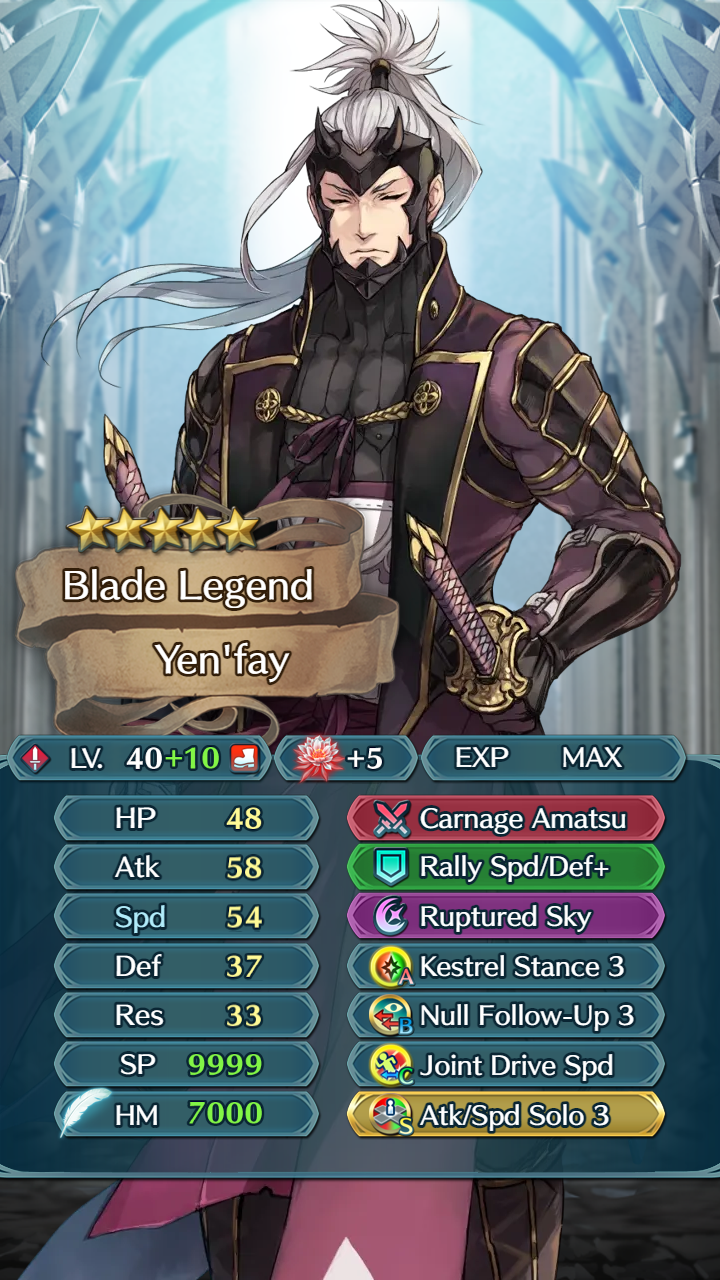 Blade Legend
Yen'fay
LV. 40+10 +5 EXP MAX
HP 48
Atk 58
Spd 54
Def 37
Res 33
SP 9999
HM 7000
Carnage Amatsu
Rally Spd/Def+
Ruptured Sky
A Kestrel Stance 3
B Null Follow-Up 3
C Joint Drive Spd
S Atk/Spd Solo 3